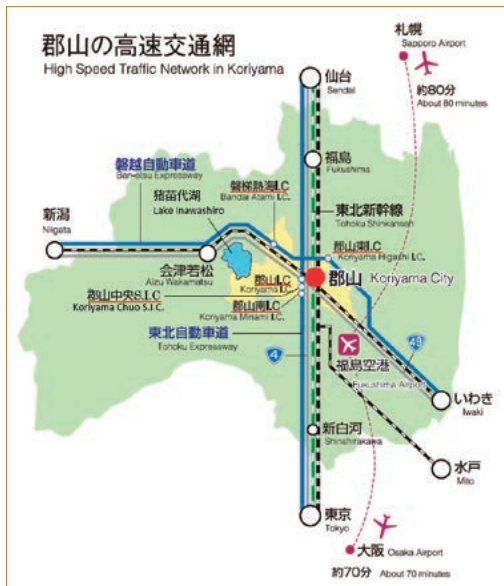 郡山の高速交通網
High Speed Traffic Network in Koriyama
札幌
Sapporo Airport
約80分
About 80 minutes
仙台
Sendai
福島
Fukushima
磐越自動車道
Ban-etsu Expressway
猪苗代湖
Lake Inawashiro
磐梯熱海I.C
Bandai Atami I.C.
東北新幹線
Tohoku Shinkansen
新潟
Niigata
郡山東I.C
Koriyama Higashi I.C.
会津若松
Aizu Wakamatsu
郡山I.C
Koriyama I.C.
郡山 Koriyama City
郡山中央S.I.C
Koriyama Chuo S.I.C.
郡山南I.C
Koriyama Minami I.C.
東北自動車道
Tohoku Expressway
4
49
福島空港
Fukushima Airport
いわき
Iwaki
新白河
Shinshirakawa
水戸
Mito
東京
Tokyo
大阪 Osaka Airport
約70分 About 70 minutes